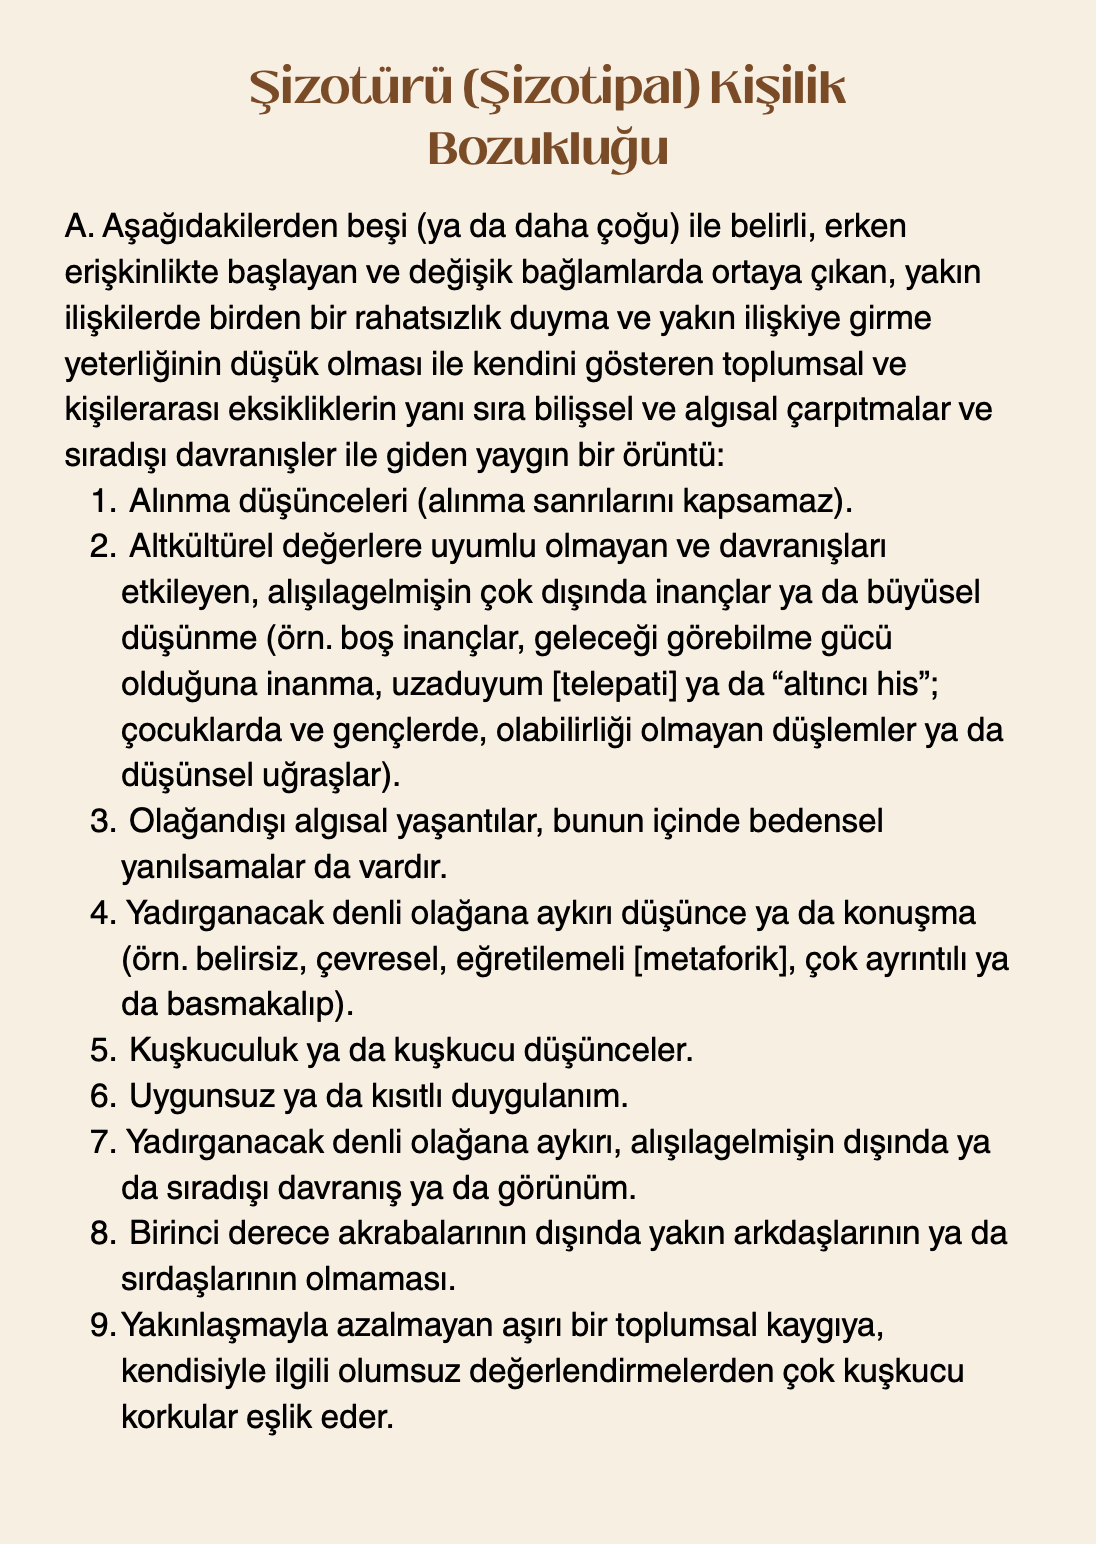 Şizotürü (Şizotipal) Kişilik
Bozukluğu
A. Aşağıdakilerden beşi (ya da daha çoğu) ile belirli, erken
erişkinlikte başlayan ve değişik bağlamlarda ortaya çıkan, yakın
ilişkilerde birden bir rahatsızlık duyma ve yakın ilişkiye girme
yeterliğinin düşük olması ile kendini gösteren toplumsal ve
kişilerarası eksikliklerin yanı sıra bilişsel ve algısal çarpıtmalar ve
sıradışı davranışler ile giden yaygın bir örüntü:
1. Alınma düşünceleri (alınma sanrılarını kapsamaz).
2. Altkültürel değerlere uyumlu olmayan ve davranışları
etkileyen, alışılagelmişin çok dışında inançlar ya da büyüsel
düşünme (örn. boş inançlar, geleceği görebilme gücü
olduğuna inanma, uzaduyum [telepati] ya da “altıncı his”;
çocuklarda ve gençlerde, olabilirliği olmayan düşlemler ya da
düşünsel uğraşlar).
3. Olağandışı algısal yaşantılar, bunun içinde bedensel
yanılsamalar da vardır.
4. Yadırganacak denli olağana aykırı düşünce ya da konuşma
(örn. belirsiz, çevresel, eğretilemeli [metaforik], çok ayrıntılı ya
da basmakalıp).
5. Kuşkuculuk ya da kuşkucu düşünceler.
6. Uygunsuz ya da kısıtlı duygulanım.
7. Yadırganacak denli olağana aykırı, alışılagelmişin dışında ya
da sıradışı davranış ya da görünüm.
8. Birinci derece akrabalarının dışında yakın arkdaşlarının ya da
sırdaşlarının olmaması.
9. Yakınlaşmayla azalmayan aşırı bir toplumsal kaygıya,
kendisiyle ilgili olumsuz değerlendirmelerden çok kuşkucu
korkular eşlik eder.